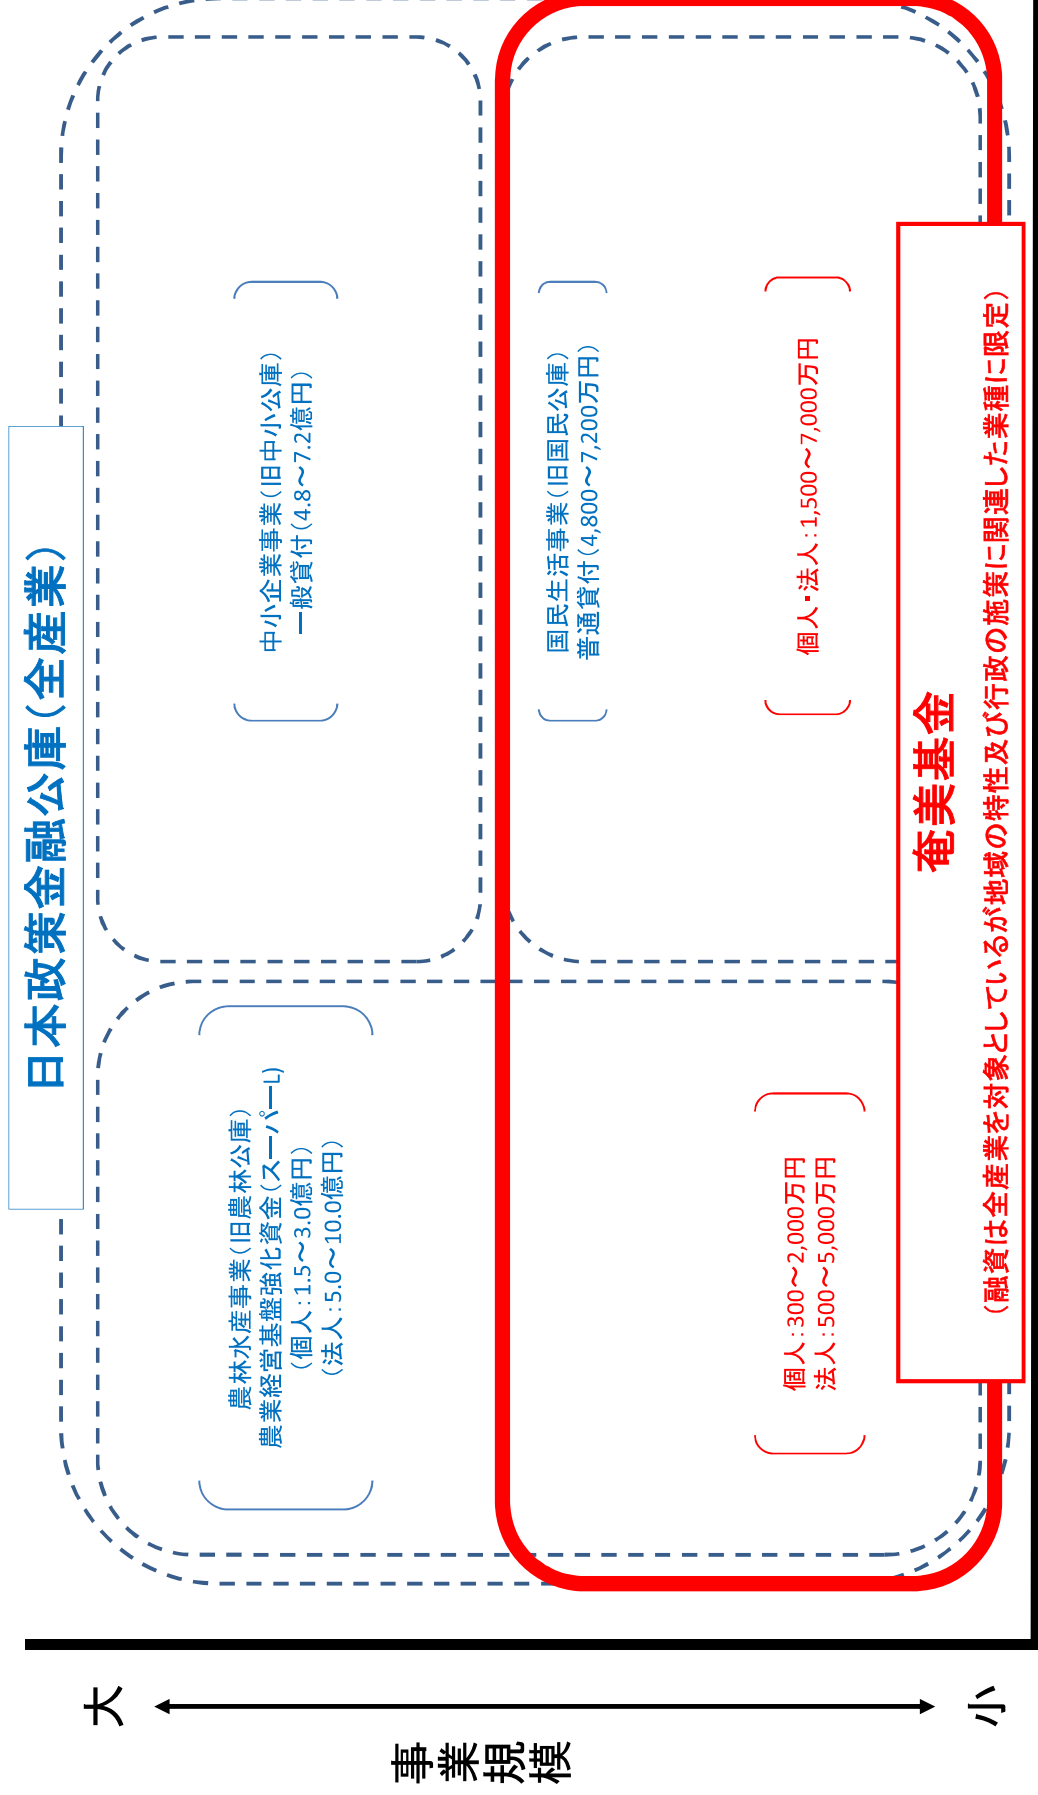 日本政策金融公庫(全産業)
大
事業規模
小
農林水産事業(旧農林公庫)
農業経営基盤強化資金(スーパーL)
(個人:1.5～3.0億円)
(法人:5.0～10.0億円)
中小企業事業(旧中小公庫)
一般貸付(4.8～7.2億円)
国民生活事業(旧国民公庫)
普通貸付(4,800～7,200万円)
個人:300～2,000万円
法人:500～5,000万円
個人・法人:1,500～7,000万円
奄美基金
(融資は全産業を対象としているが地域の特性及び行政の施策に関連した業種に限定)